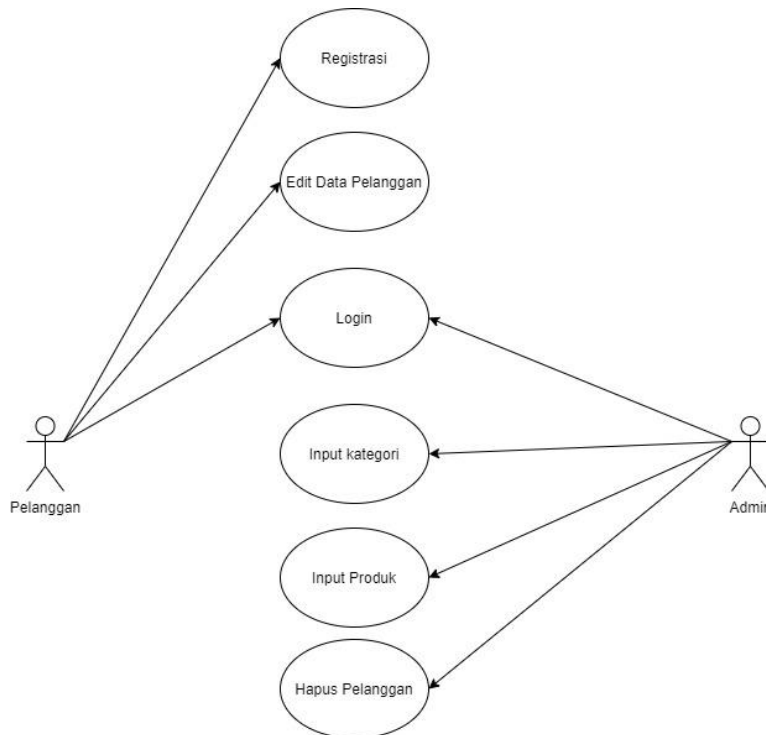 Registrasi
Edit Data Pelanggan
Login
Input kategori
Pelanggan
Admin
Input Produk
Hapus Pelanggan